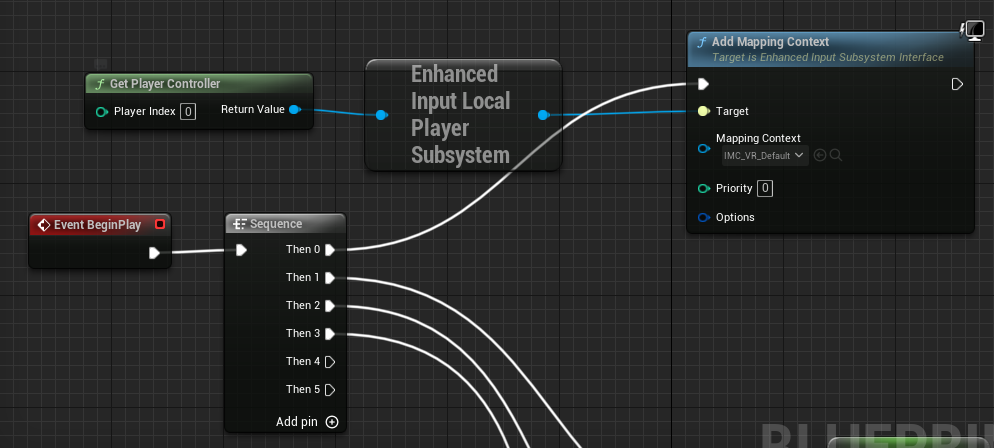 Add Mapping Context
Target is Enhanced Input Subsystem Interface
Enhanced
Input Local
Player
Subsystem
Get Player Controller
Player Index 0
Return Value
Target
Mapping Context
IMC_VR_Default
Priority 0
Options
Event BeginPlay
Sequence
Then 0
Then 1
Then 2
Then 3
Then 4
Then 5
Add pin